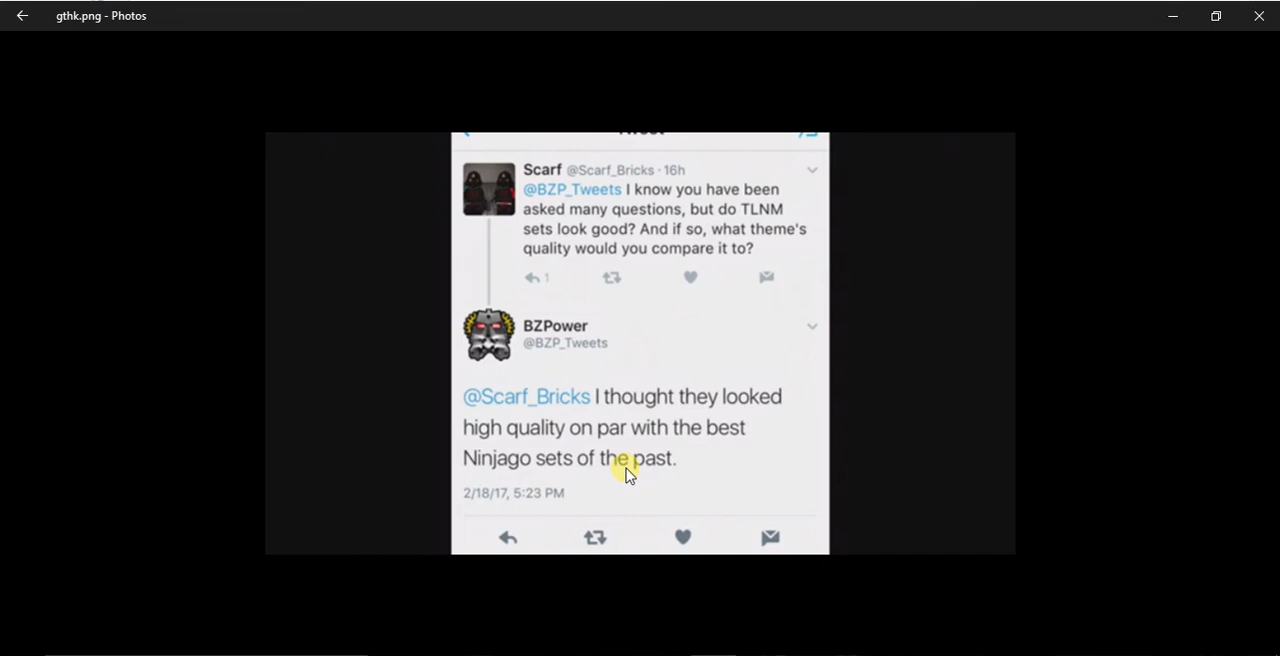 gthk.png - Photos
Tweet
Scarf @Scarf_Bricks · 16h
@BZP_Tweets I know you have been
asked many questions, but do TLNM
sets look good? And if so, what theme's
quality would you compare it to?
1
BZPower
@BZP_Tweets
@Scarf_Bricks I thought they looked
high quality on par with the best
Ninjago sets of the past.
2/18/17, 5:23 PM